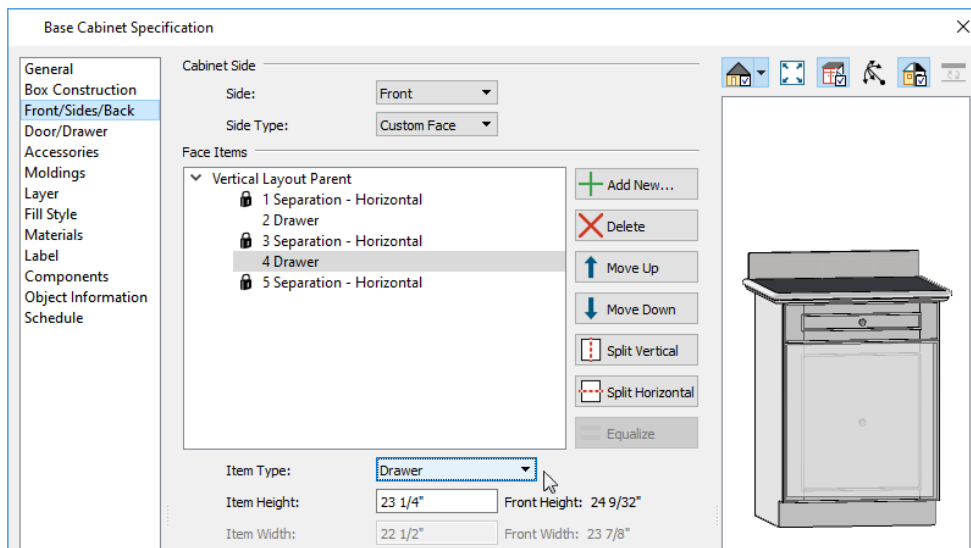 Base Cabinet Specification
General
Box Construction
Front/Sides/Back
Door/Drawer
Accessories
Moldings
Layer
Fill Style
Materials
Label
Components
Object Information
Schedule
Cabinet Side
Side: Front
Side Type: Custom Face
Face Items
Vertical Layout Parent
1 Separation - Horizontal
2 Drawer
3 Separation - Horizontal
4 Drawer
5 Separation - Horizontal
Add New...
Delete
Move Up
Move Down
Split Vertical
Split Horizontal
Equalize
Item Type: Drawer
Item Height: 23 1/4" Front Height: 24 9/32"
Item Width: 22 1/2" Front Width: 23 7/8"